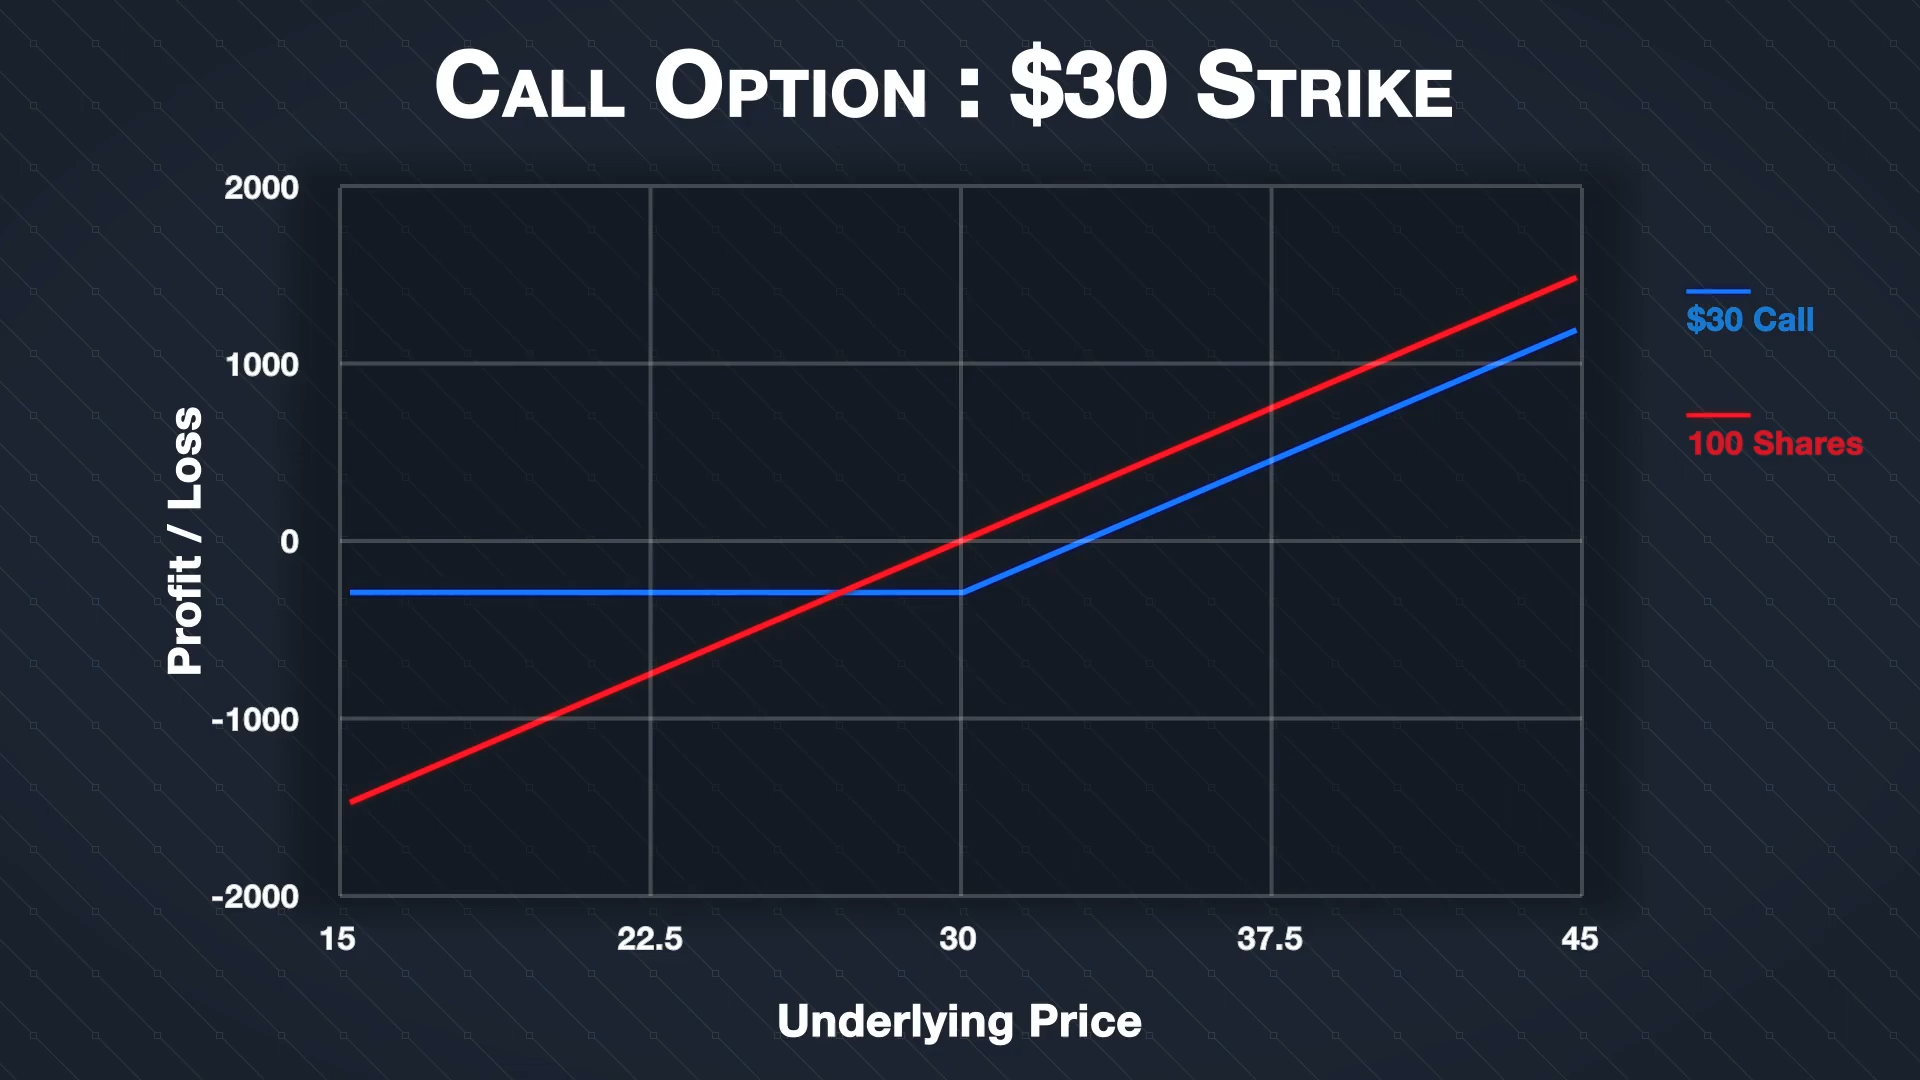 CALL OPTION : $30 STRIKE
2000
1000
0
-1000
-2000
Profit / Loss
15
22.5
30
37.5
45
Underlying Price
$30 Call
100 Shares